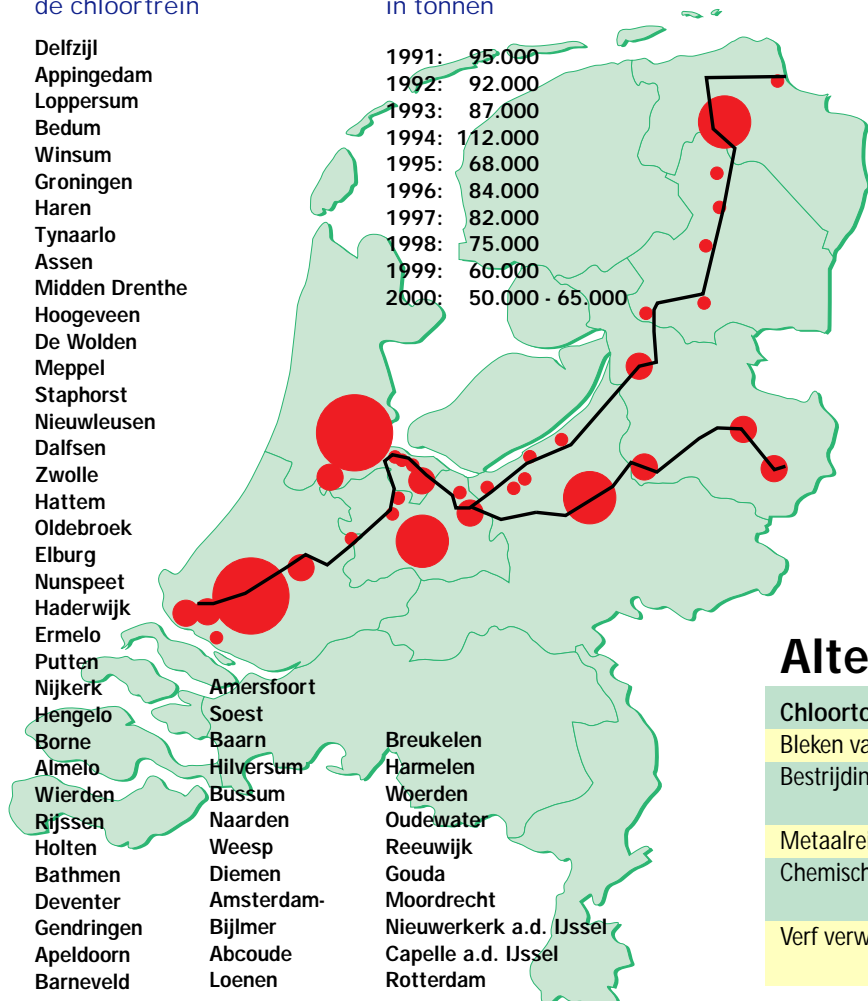 de chloortrein
Delfzijl
Appingedam
Loppersum
Bedum
Winsum
Groningen
Haren
Tynaarlo
Assen
Midden Drenthe
Hoogeveen
De Wolden
Meppel
Staphorst
Nieuwleusen
Dalfsen
Zwolle
Hattem
Oldebroek
Elburg
Nunspeet
Haderwijk
Ermelo
Putten
Nijkerk
Hengelo
Borne
Almelo
Wierden
Rijssen
Holten
Bathmen
Deventer
Gendringen
Apeldoorn
Barneveld
Amersfoort
Soest
Baarn
Hilversum
Bussum
Naarden
Weesp
Diemen
Amsterdam-
Bijlmer
Abcoude
Loenen
Breukelen
Harmelen
Woerden
Oudewater
Reeuwijk
Gouda
Moordrecht
Nieuwerkerk a.d. IJssel
Capelle a.d. IJssel
Rotterdam
in tonnen
1991: 95.000
1992: 92.000
1993: 87.000
1994: 112.000
1995: 68.000
1996: 84.000
1997: 82.000
1998: 75.000
1999: 60.000
2000: 50.000 - 65.000
Alte
Chloorto
Bleken va
Bestrijdin
Metaalrei
Chemisch
Verf verw